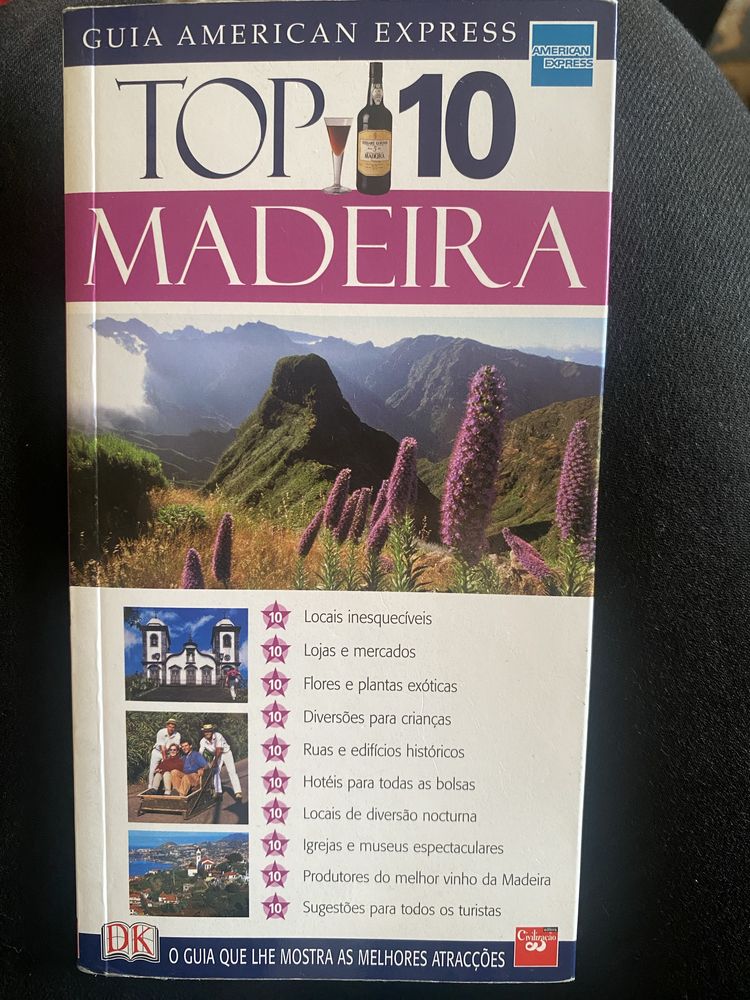 GUIA AMERICAN EXPRESS
AMERICAN
EXPRESS
TOP 10
MADEIRA
MADEIRA
10 Locais inesquecíveis
10 Lojas e mercados
10 Flores e plantas exóticas
10 Diversões para crianças
10 Ruas e edifícios históricos
10 Hotéis para todas as bolsas
10 Locais de diversão nocturna
10 Igrejas e museus espectaculares
10 Produtores do melhor vinho da Madeira
10 Sugestões para todos os turistas
DK
O GUIA QUE LHE MOSTRA AS MELHORES ATRACÇÕES
editora
Civilização